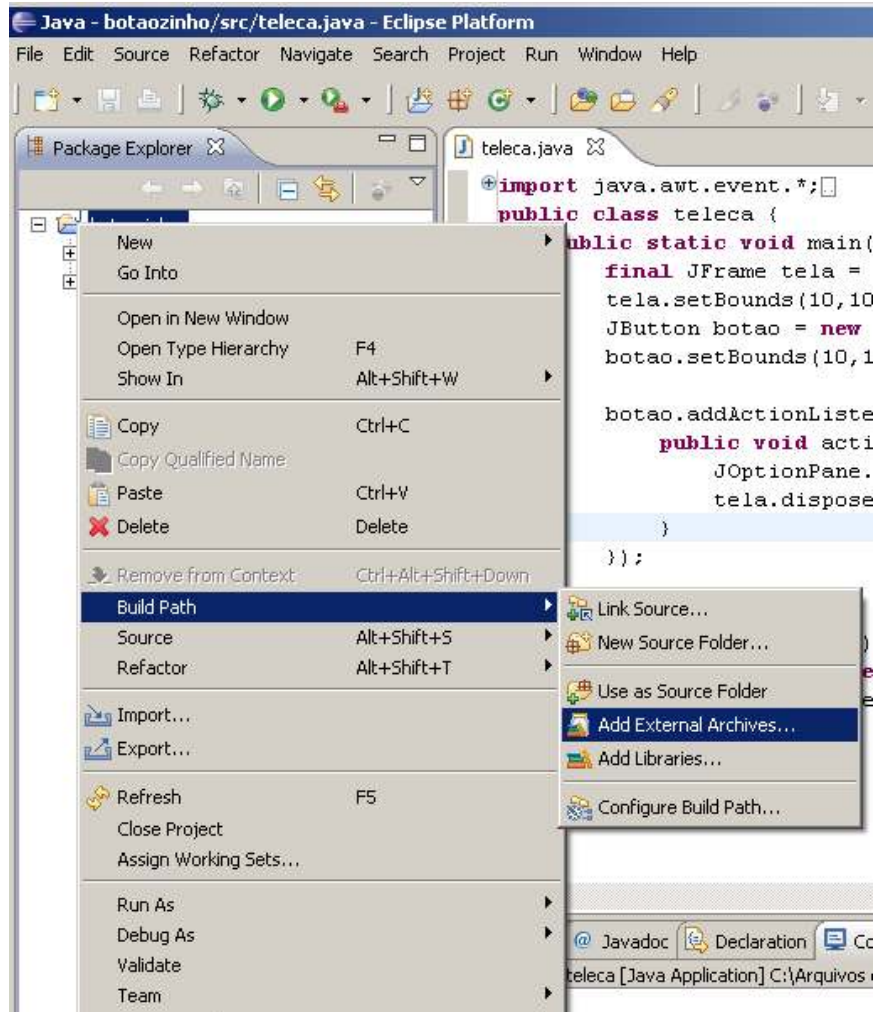 Java - botaozinho/src/teleca.java - Eclipse Platform
File Edit Source Refactor Navigate Search Project Run Window Help
Package Explorer
teleca.java
import java.awt.event.*;
public class teleca {
ublic static void main(
final JFrame tela =
tela.setBounds(10,10
JButton botao = new
botao.setBounds(10,1
botao.addActionListe
public void acti
JOptionPane.
tela.dispose
}
});
New
Go Into
Open in New Window
Open Type Hierarchy F4
Show In Alt+Shift+W
Copy Ctrl+C
Copy Qualified Name
Paste Ctrl+V
Delete Delete
Remove from Context Ctrl+Alt+Shift+Down
Build Path
Source Alt+Shift+S
Refactor Alt+Shift+T
Import...
Export...
Refresh F5
Close Project
Assign Working Sets...
Run As
Debug As
Validate
Team
Link Source...
New Source Folder...
Use as Source Folder
Add External Archives...
Add Libraries...
Configure Build Path...
)
e
e
@ Javadoc Declaration Co
teleca [Java Application] C:\Arquivos